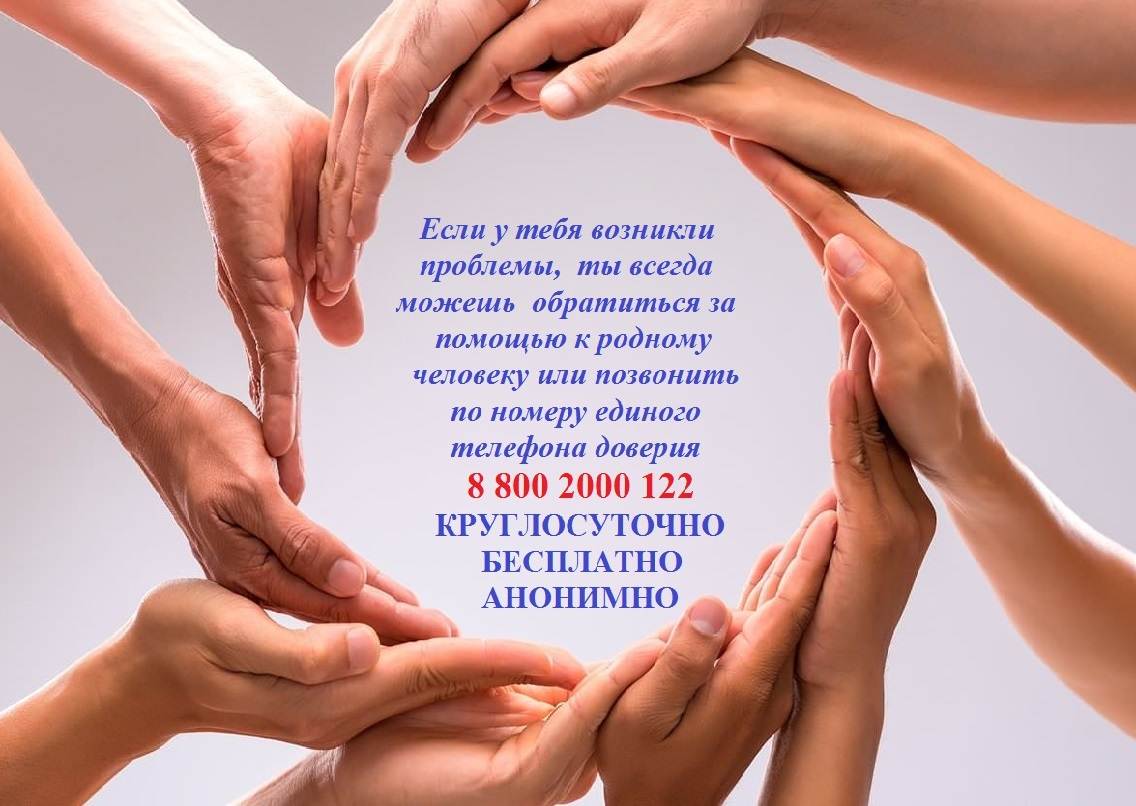 Если у тебя возникли
проблемы, ты всегда
можешь обратиться за
помощью к родному
человеку или позвонить
по номеру единого
телефона доверия
8 800 2000 122
КРУГЛОСУТОЧНО
БЕСПЛАТНО
АНОНИМНО